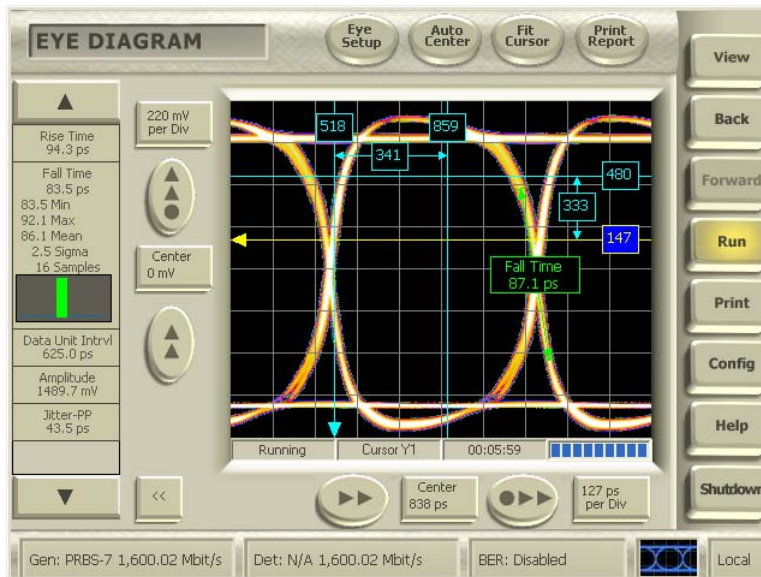 EYE DIAGRAM
Eye
Setup
Auto
Center
Fit
Cursor
Print
Report
View
Back
Forward
Run
Print
Config
Help
Shutdown
Rise Time
94.3 ps
Fall Time
83.5 ps
83.5 Min
92.1 Max
86.1 Mean
2.5 Sigma
16 Samples
Data Unit Intrvl
625.0 ps
Amplitude
1489.7 mV
Jitter-PP
43.5 ps
220 mV
per Div
Center
0 mV
<<
518
859
341
480
333
147
Fall Time
87.1 ps
Running
Cursor Y1
00:05:59
Center
838 ps
127 ps
per Div
Gen: PRBS-7 1,600.02 Mbit/s
Det: N/A 1,600.02 Mbit/s
BER: Disabled
Local